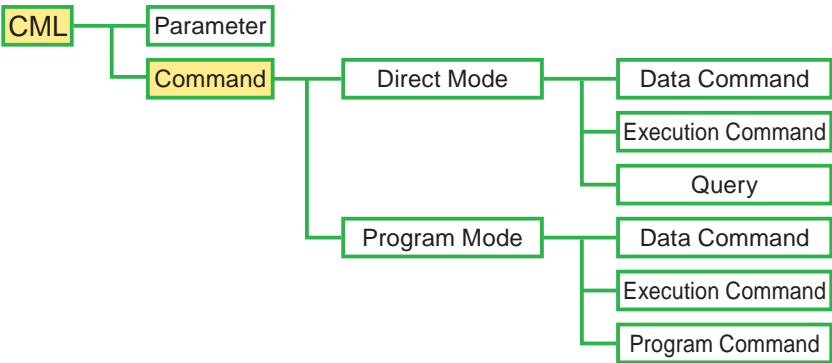 CML
Parameter
Command
Direct Mode
Data Command
Execution Command
Query
Program Mode
Data Command
Execution Command
Program Command